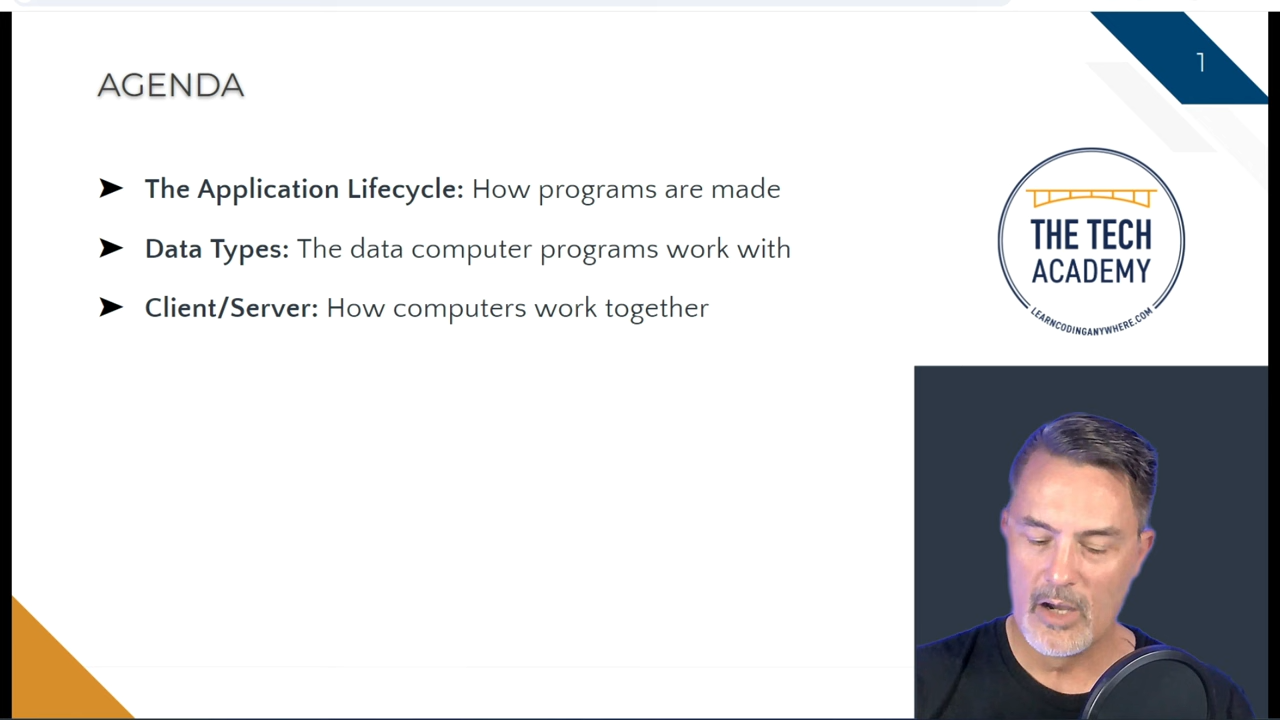 AGENDA
1
The Application Lifecycle: How programs are made
Data Types: The data computer programs work with
Client/Server: How computers work together
THE TECH
ACADEMY
LEARNCODINGANYWHERE.COM